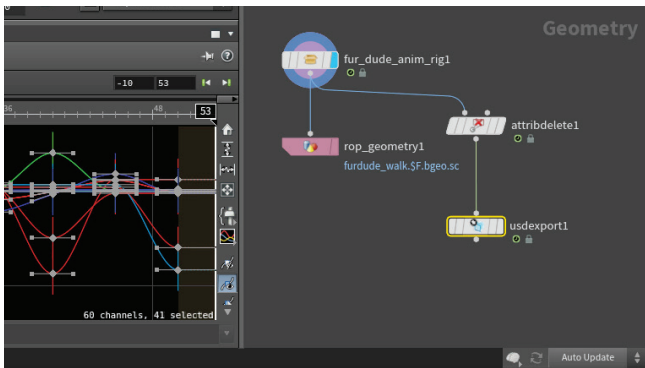 Geometry
fur_dude_anim_rig1
-10 53
36 48 53
attribdelete1
rop_geometry1
furdude_walk.$F.bgeo.sc
usdexport1
60 channels, 41 selected
Auto Update